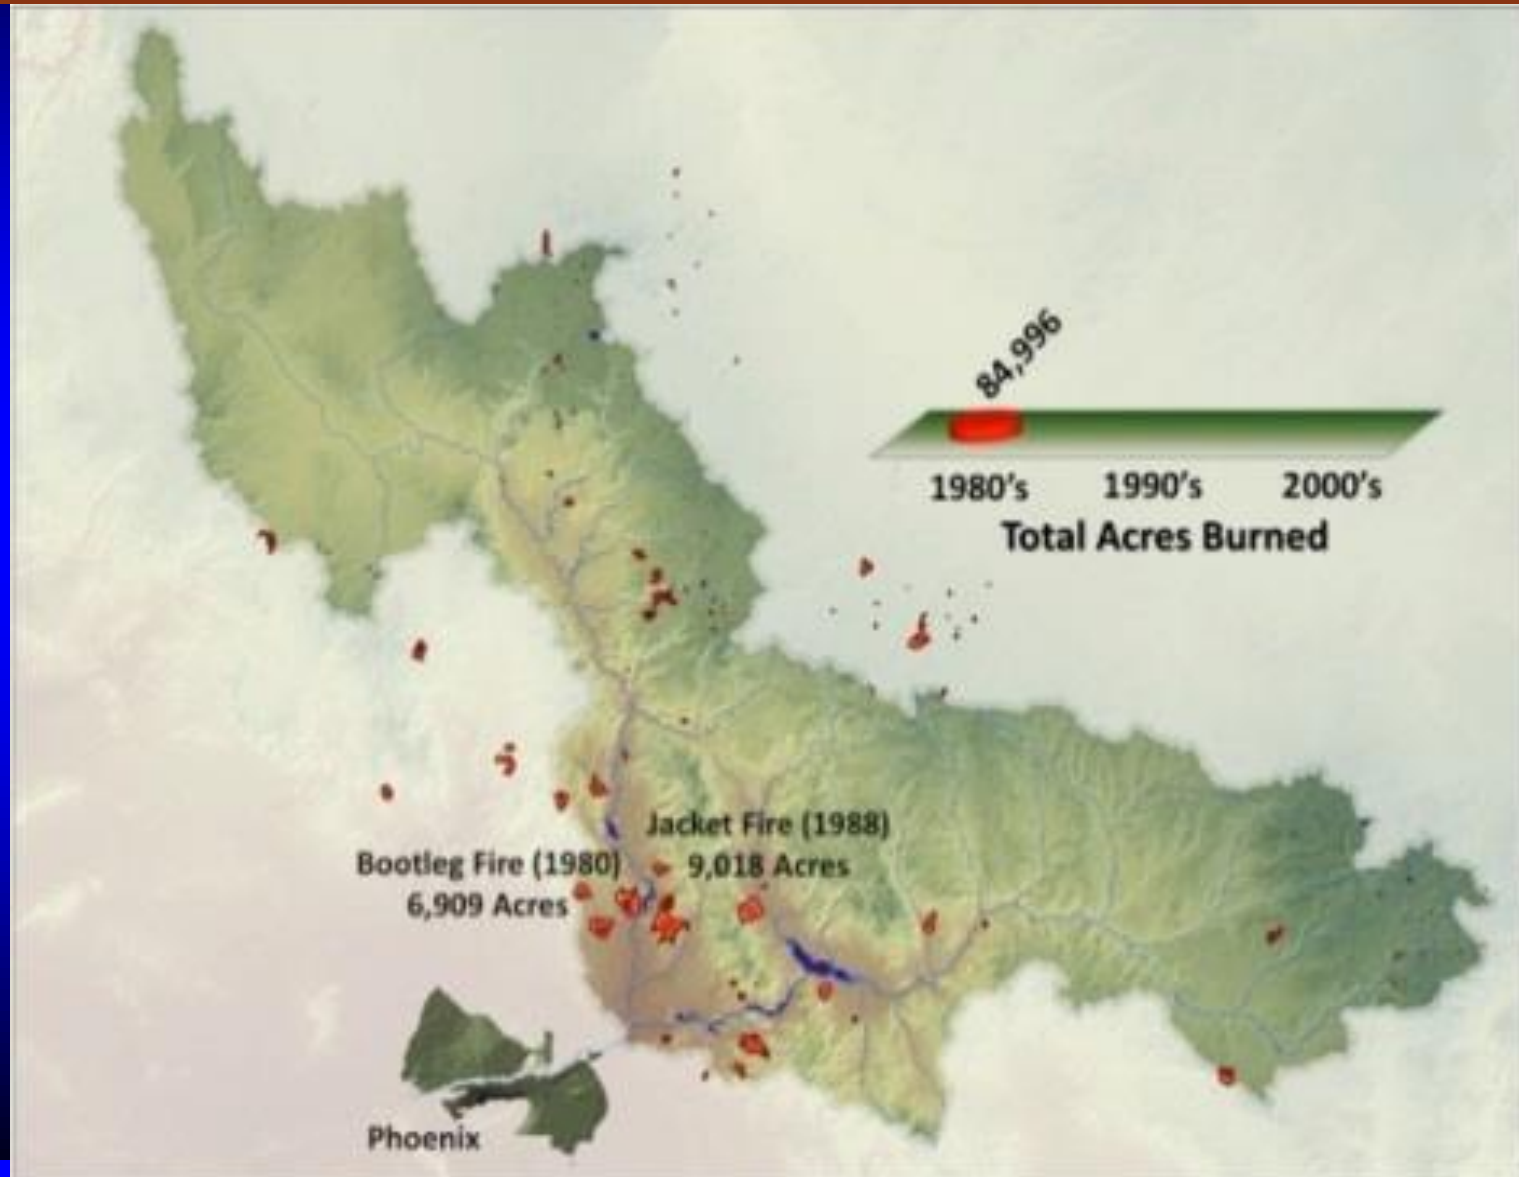 84,996
1980's 1990's 2000's
Total Acres Burned
Jacket Fire (1988)
9,018 Acres
Bootleg Fire (1980)
6,909 Acres
Phoenix